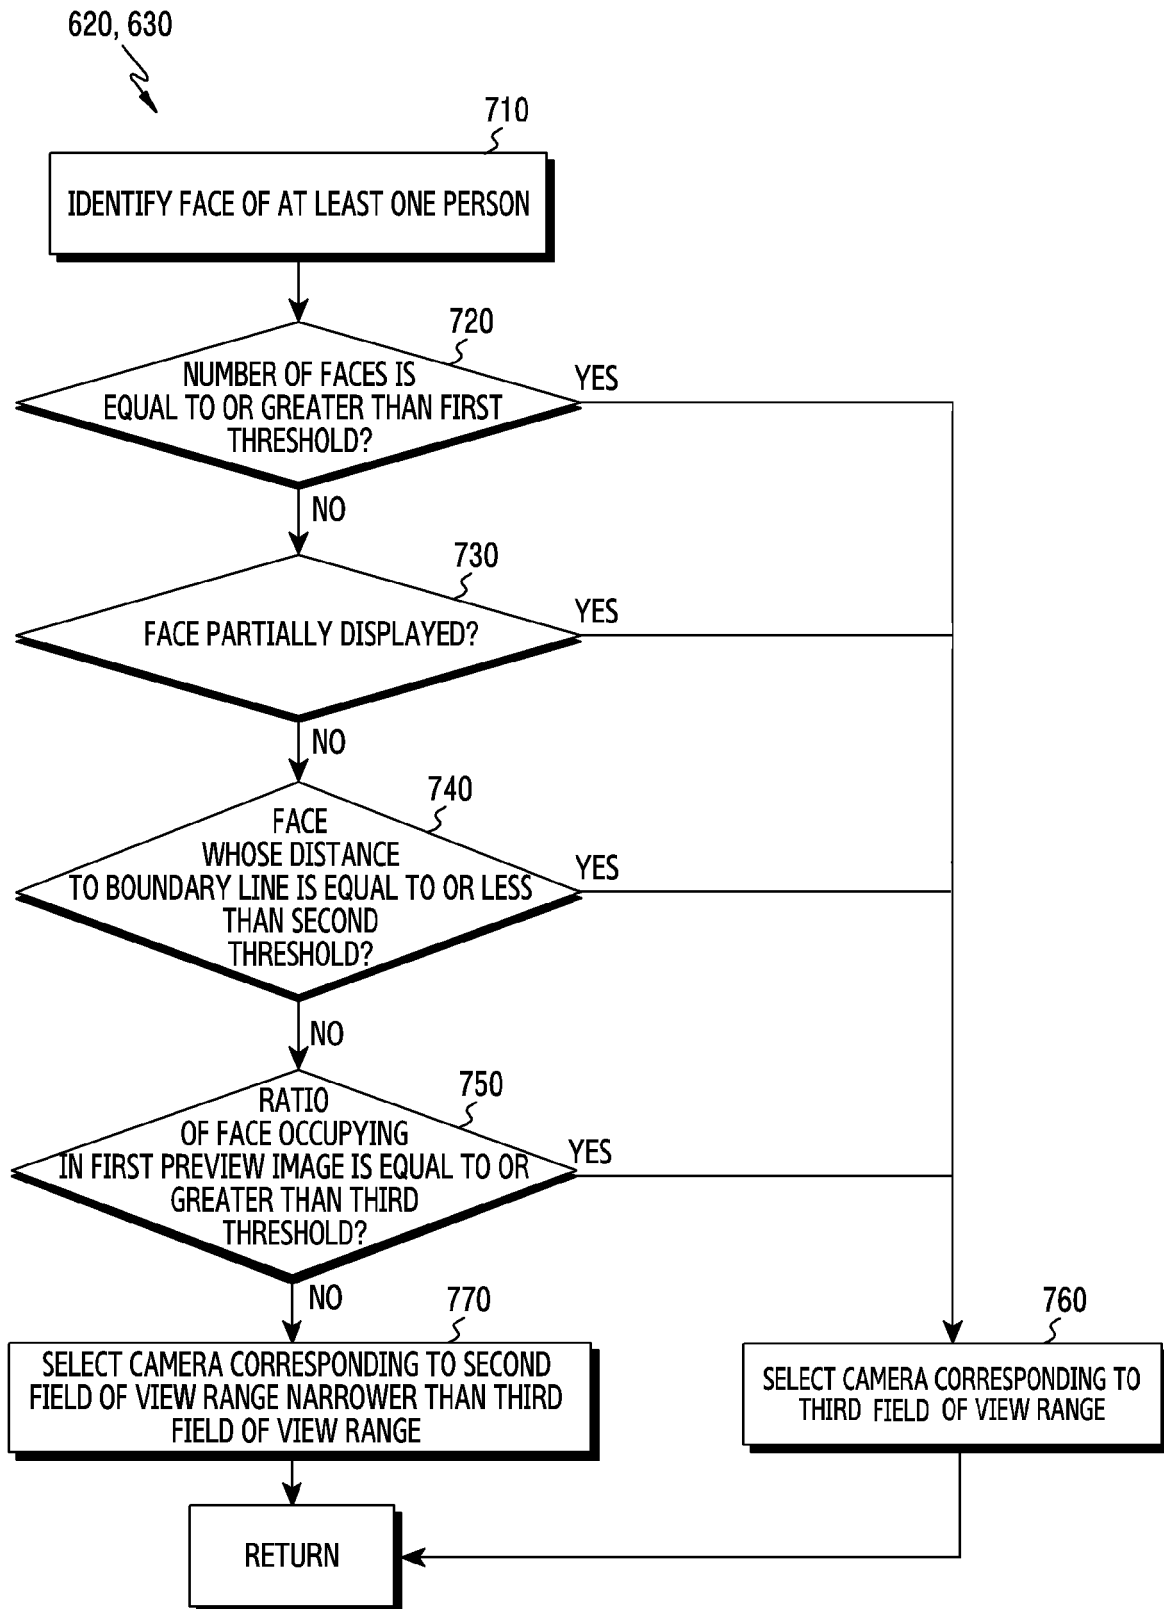 620, 630
710
IDENTIFY FACE OF AT LEAST ONE PERSON
720
NUMBER OF FACES IS
EQUAL TO OR GREATER THAN FIRST
THRESHOLD?
YES
NO
730
FACE PARTIALLY DISPLAYED?
YES
NO
740
FACE
WHOSE DISTANCE
TO BOUNDARY LINE IS EQUAL TO OR LESS
THAN SECOND
THRESHOLD?
YES
NO
750
RATIO
OF FACE OCCUPYING
IN FIRST PREVIEW IMAGE IS EQUAL TO OR
GREATER THAN THIRD
THRESHOLD?
YES
NO
770
SELECT CAMERA CORRESPONDING TO SECOND
FIELD OF VIEW RANGE NARROWER THAN THIRD
FIELD OF VIEW RANGE
760
SELECT CAMERA CORRESPONDING TO
THIRD FIELD OF VIEW RANGE
RETURN